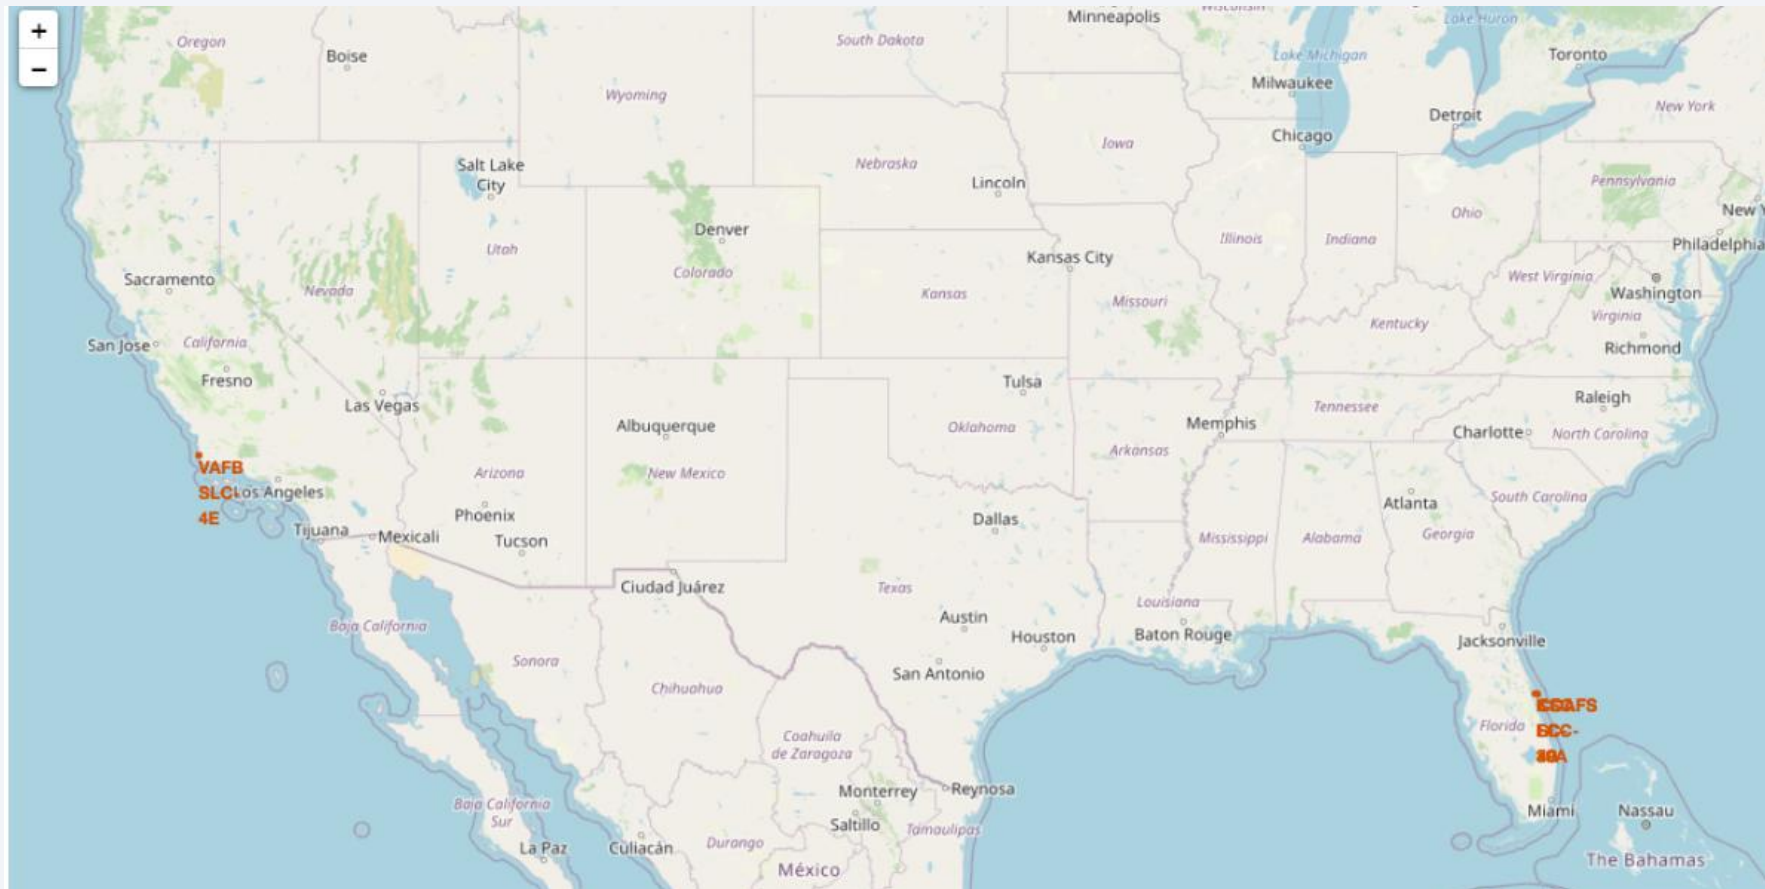 +
−
Minneapolis
Wisconsin
Lake Huron
Oregon
South Dakota
Boise
Lake Michigan
Toronto
Milwaukee
Wyoming
New York
Detroit
Chicago
Iowa
Salt Lake
City
Nebraska
Lincoln
Pennsylvania
Ohio
New Y
Denver
Utah
Illinois
Indiana
Philadelphia
Kansas City
Colorado
Sacramento
Nevada
Kansas
Missouri
West Virginia
Washington
Virginia
Kentucky
San Jose
California
Richmond
Fresno
Las Vegas
Tulsa
Raleigh
Tennessee
Albuquerque
Oklahoma
Memphis
Charlotte
North Carolina
Arkansas
VAFB
SLC-
4E
Los Angeles
Arizona
New Mexico
Atlanta
South Carolina
Phoenix
Dallas
Tijuana
Mexicali
Tucson
Mississippi
Alabama
Georgia
Ciudad Juárez
Texas
Louisiana
Austin
Baja California
Houston
Baton Rouge
Jacksonville
Sonora
San Antonio
Chihuahua
Florida
Coahuila
de Zaragoza
Monterrey
Reynosa
Baja California
Sur
Saltillo
Tamaulipas
Miami
Nassau
La Paz
Culiacán
Durango
México
The Bahamas